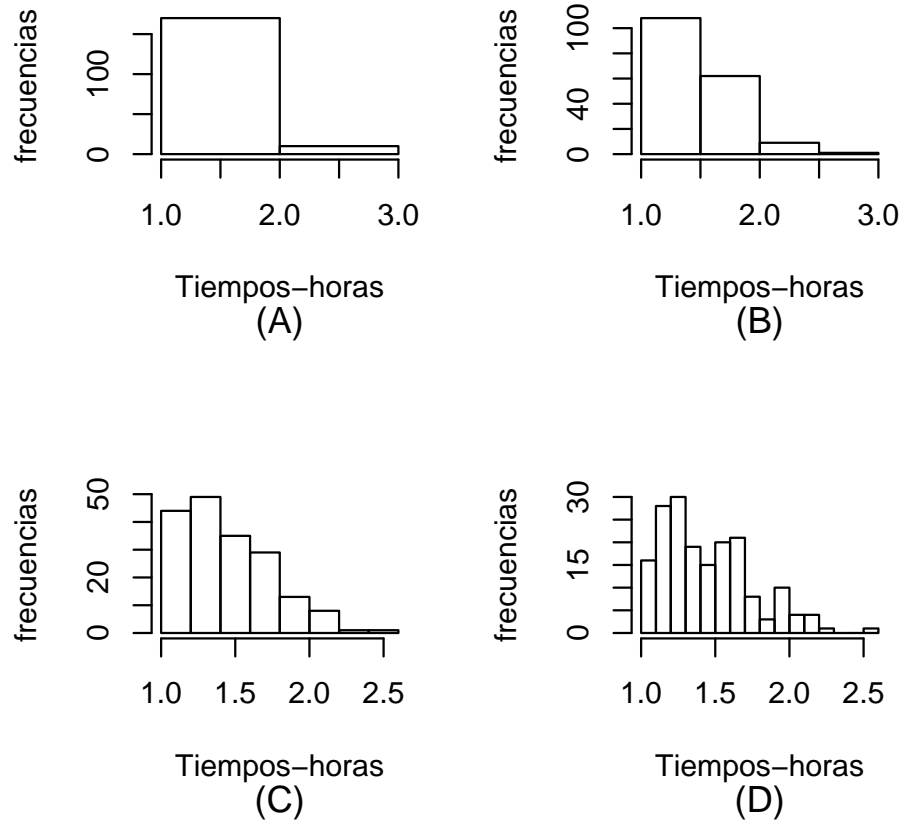 frecuencias
0 100
1.0 2.0 3.0
Tiempos-horas
(A)
frecuencias
0 40 100
1.0 2.0 3.0
Tiempos-horas
(B)
frecuencias
0 20 50
1.0 1.5 2.0 2.5
Tiempos-horas
(C)
frecuencias
0 15 30
1.0 1.5 2.0 2.5
Tiempos-horas
(D)